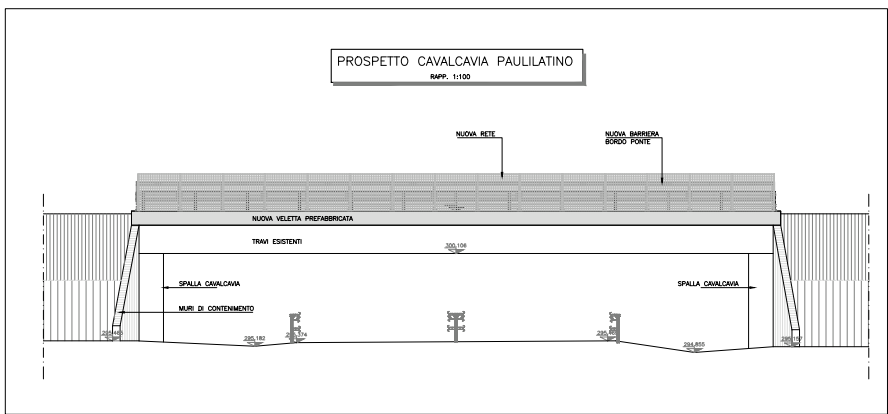 PROSPETTO CAVALCAVIA PAULILATINO
RAPP. 1:100
NUOVA RETE
NUOVA BARRIERA
BORDO PONTE
NUOVA VELETTA PREFABBRICATA
TRAVI ESISTENTI
300,106
SPALLA CAVALCAVIA
SPALLA CAVALCAVIA
MURI DI CONTENIMENTO
295,182
294,855